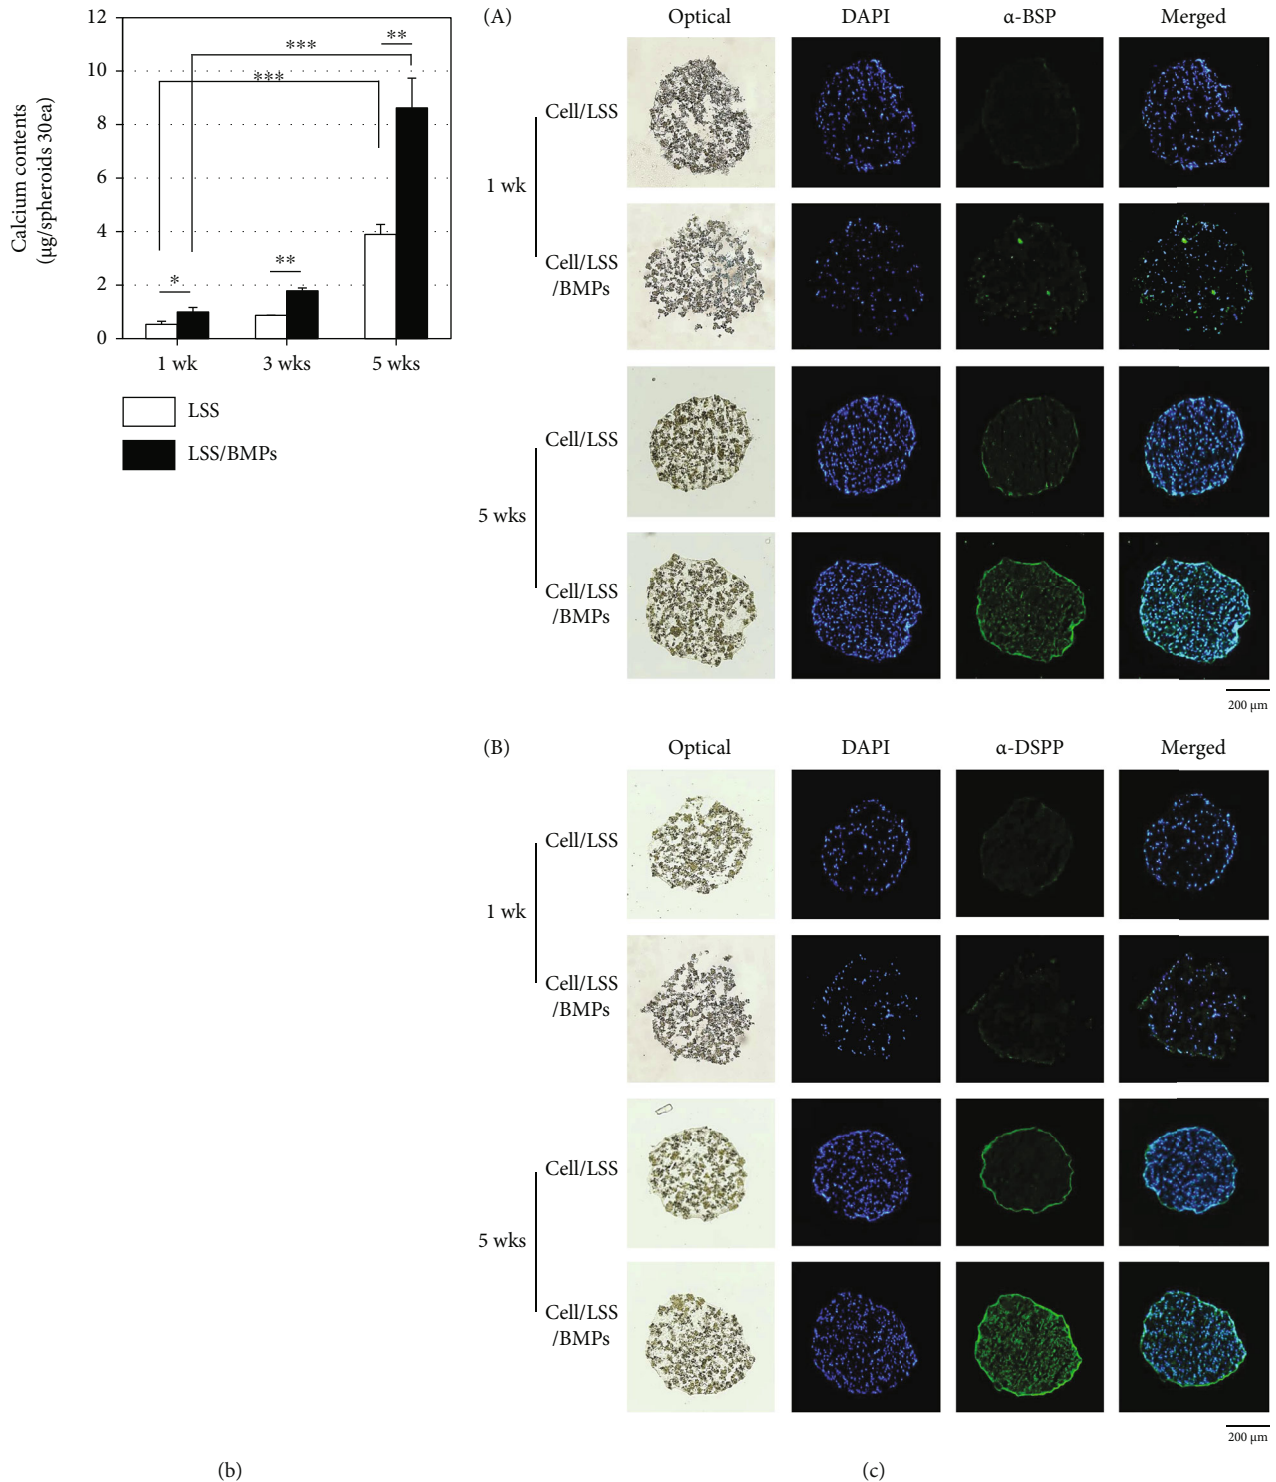 12
10
8
6
4
2
0
Calcium contents
(μg/spheroids 30ea)
***
***
**
**
*
1 wk
3 wks
5 wks
LSS
LSS/BMPs
(b)
(A)
Optical
DAPI
α-BSP
Merged
1 wk
Cell/LSS
Cell/LSS
/BMPs
5 wks
Cell/LSS
Cell/LSS
/BMPs
200 μm
(B)
Optical
DAPI
α-DSPP
Merged
1 wk
Cell/LSS
Cell/LSS
/BMPs
5 wks
Cell/LSS
Cell/LSS
/BMPs
200 μm
(c)